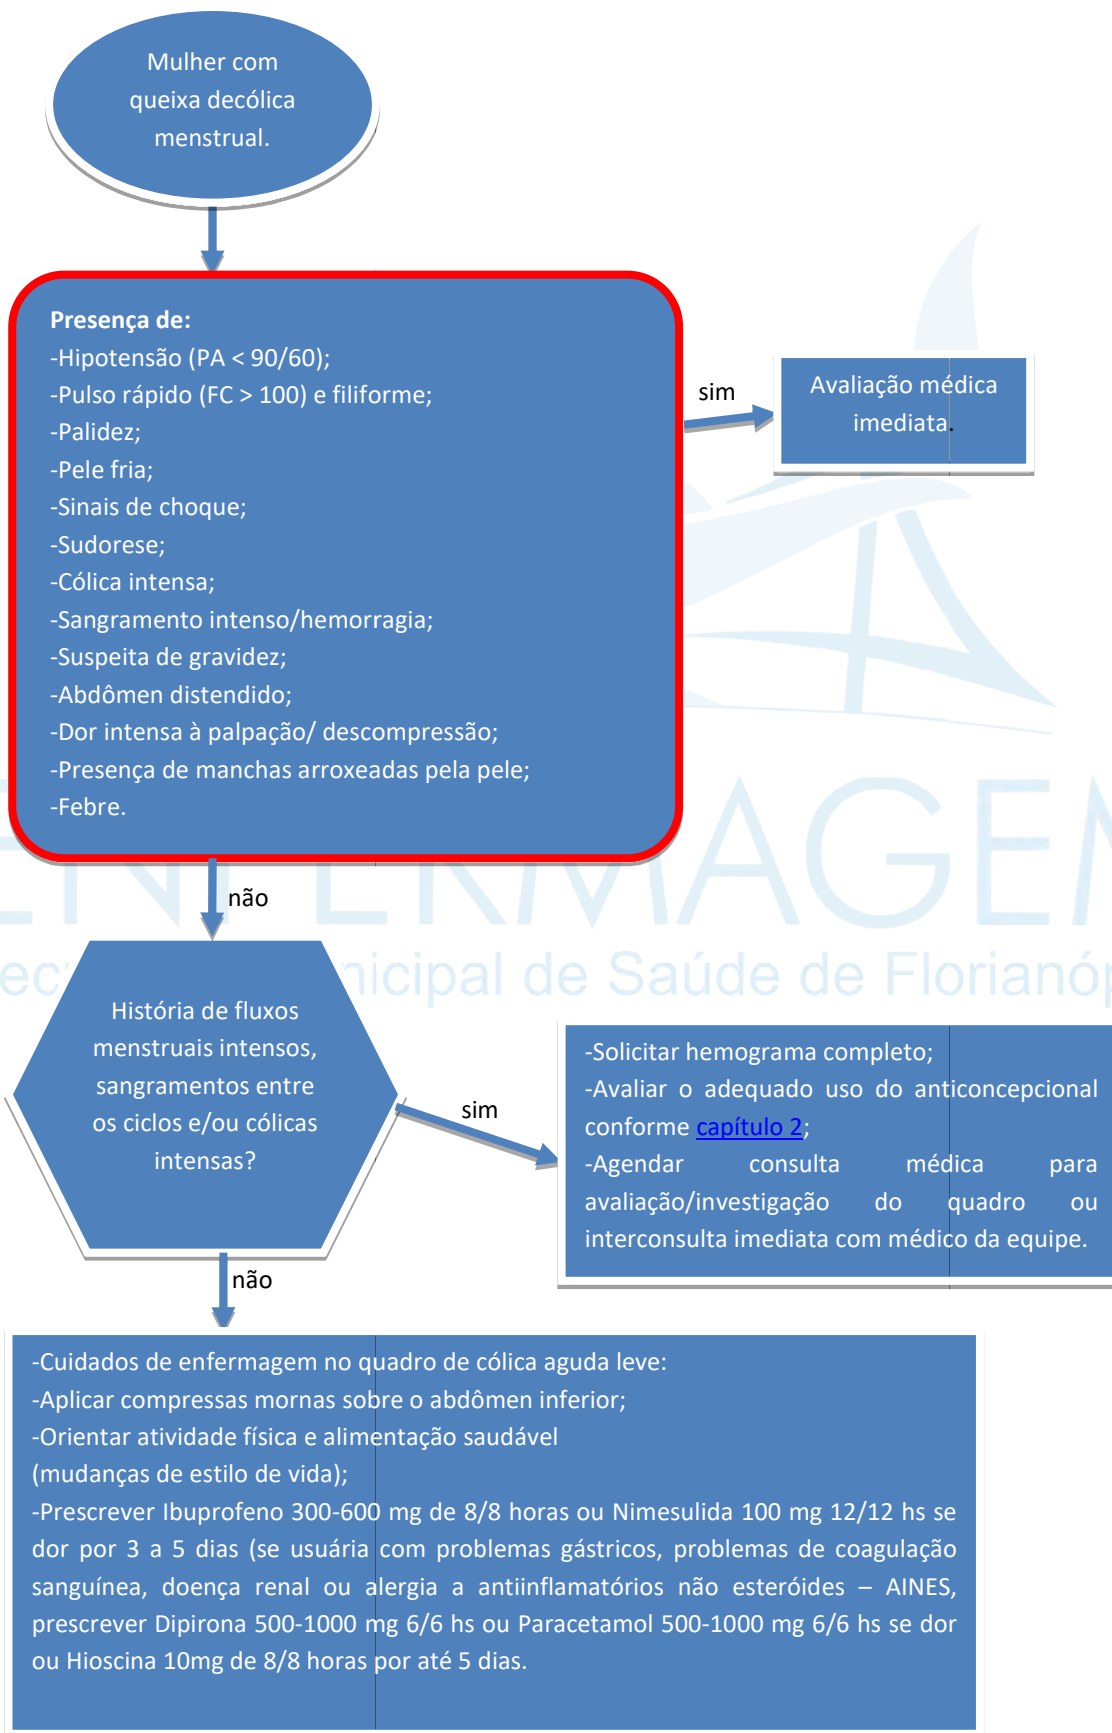 Mulher com
queixa decólica
menstrual.
Presença de:
-Hipotensão (PA < 90/60);
-Pulso rápido (FC > 100) e filiforme;
-Palidez;
-Pele fria;
-Sinais de choque;
-Sudorese;
-Cólica intensa;
-Sangramento intenso/hemorragia;
-Suspeita de gravidez;
-Abdômen distendido;
-Dor intensa à palpação/ descompressão;
-Presença de manchas arroxeadas pela pele;
-Febre.
sim
Avaliação médica
imediata.
não
ENFERMAGEM
nicipal de Saúde de Florianóp
História de fluxos
menstruais intensos,
sangramentos entre
os ciclos e/ou cólicas
intensas?
sim
-Solicitar hemograma completo;
-Avaliar o adequado uso do anticoncepcional
conforme capítulo 2;
-Agendar consulta médica para
avaliação/investigação do quadro ou
interconsulta imediata com médico da equipe.
não
-Cuidados de enfermagem no quadro de cólica aguda leve:
-Aplicar compressas mornas sobre o abdômen inferior;
-Orientar atividade física e alimentação saudável
(mudanças de estilo de vida);
-Prescrever Ibuprofeno 300-600 mg de 8/8 horas ou Nimesulida 100 mg 12/12 hs se
dor por 3 a 5 dias (se usuária com problemas gástricos, problemas de coagulação
sanguínea, doença renal ou alergia a antiinflamatórios não esteróides – AINES,
prescrever Dipirona 500-1000 mg 6/6 hs ou Paracetamol 500-1000 mg 6/6 hs se dor
ou Hioscina 10mg de 8/8 horas por até 5 dias.